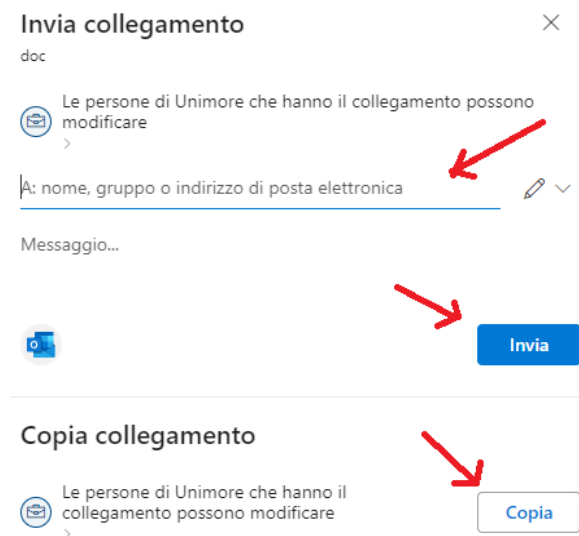 Invia collegamento
doc
Le persone di Unimore che hanno il collegamento possono
modificare
A: nome, gruppo o indirizzo di posta elettronica
Messaggio...
Invia
Copia collegamento
Le persone di Unimore che hanno il
collegamento possono modificare
Copia